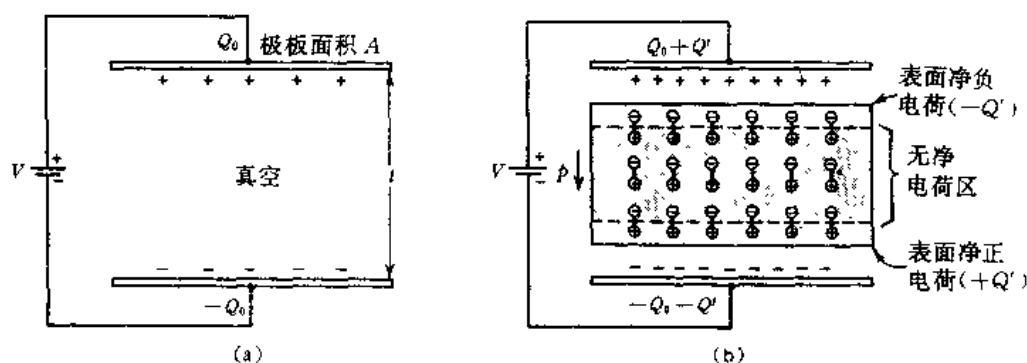 Q₀
极板面积 A
+ + + + +
V
+
-
真空
- - - - -
-Q₀
(a)
Q₀+Q′
+ + + + + + + +
表面净负
电荷(-Q′)
V
+
-
p
无净
电荷区
表面净正
电荷(+Q′)
- - - - - - - -
-Q₀-Q′
(b)